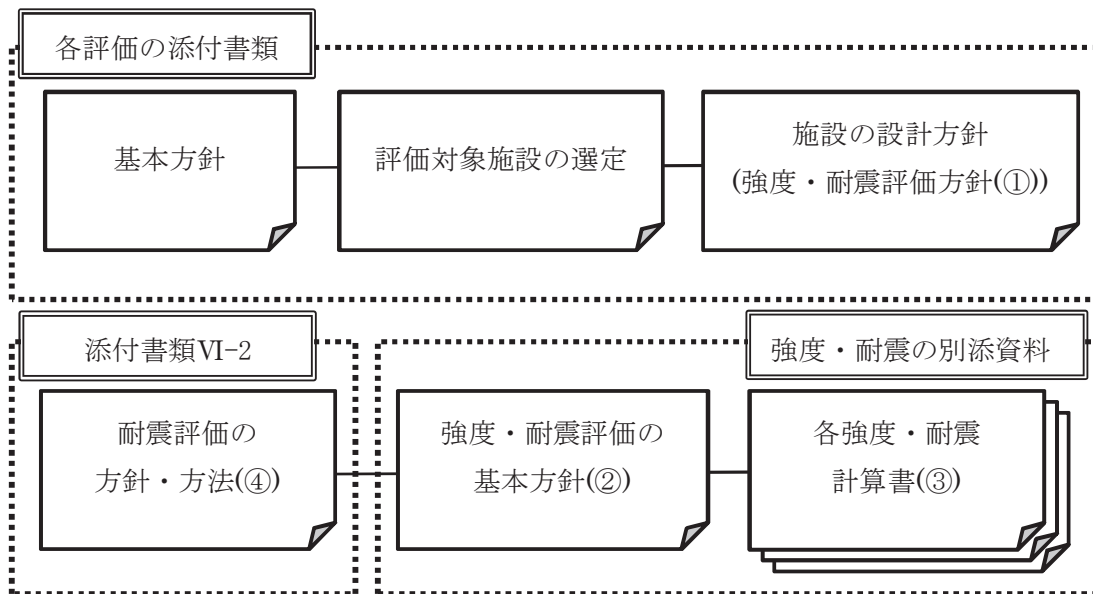 各評価の添付書類
基本方針
評価対象施設の選定
施設の設計方針
(強度・耐震評価方針(①))
添付書類Ⅵ-2
強度・耐震の別添資料
耐震評価の
方針・方法(④)
強度・耐震評価の
基本方針(②)
各強度・耐震
計算書(③)